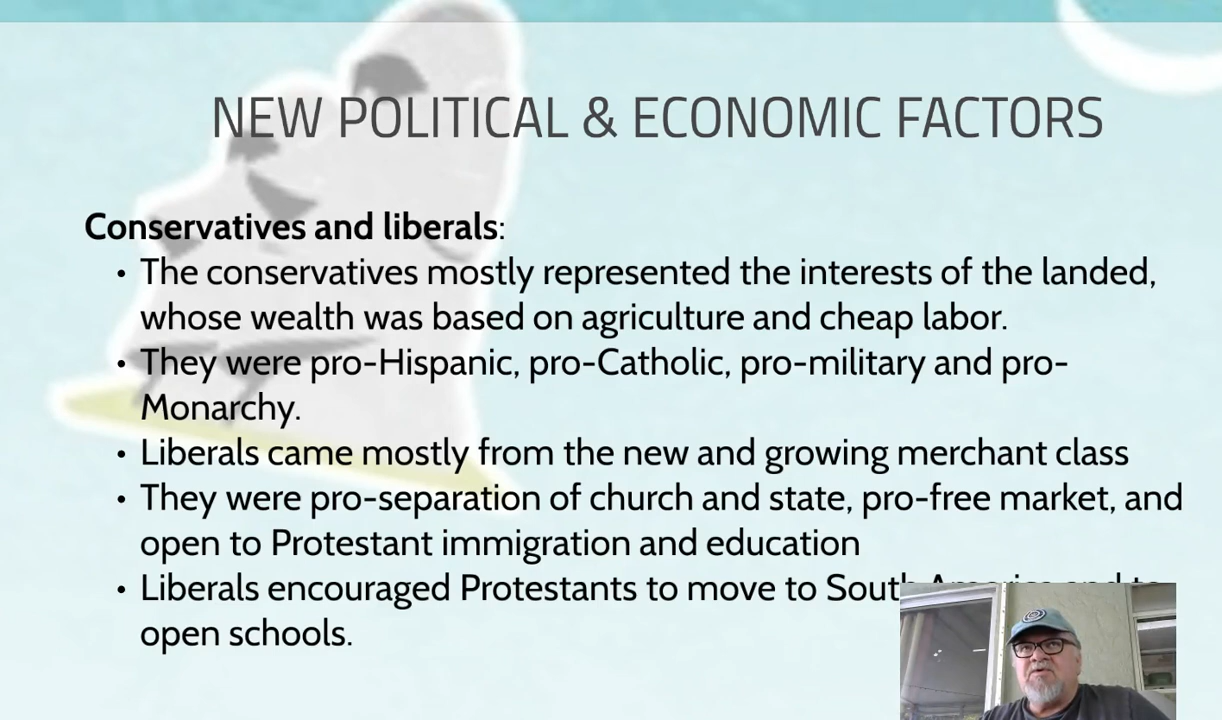 NEW POLITICAL & ECONOMIC FACTORS
Conservatives and liberals:
• The conservatives mostly represented the interests of the landed,
whose wealth was based on agriculture and cheap labor.
• They were pro-Hispanic, pro-Catholic, pro-military and pro-
Monarchy.
• Liberals came mostly from the new and growing merchant class
• They were pro-separation of church and state, pro-free market, and
open to Protestant immigration and education
• Liberals encouraged Protestants to move to South America and to
open schools.